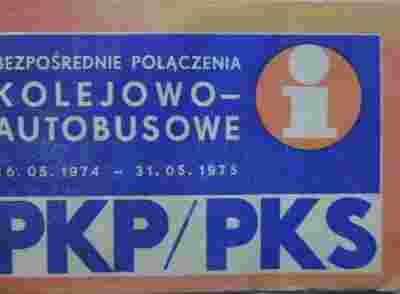 BEZPOŚREDNIE POŁĄCZENIA
KOLEJOWO–
AUTOBUSOWE
26.05.1974 – 31.05.1975
i
PKP/PKS